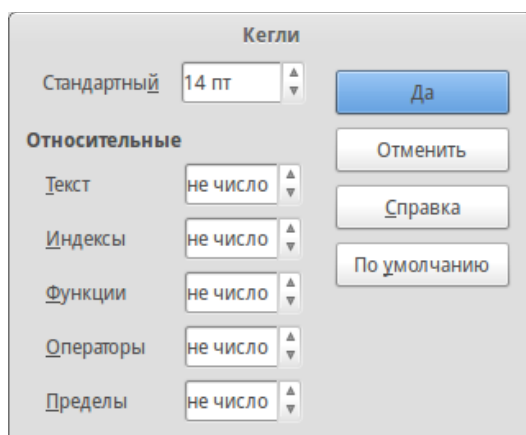 Кегли
Стандартный 14 пт
Да
Относительные
Отменить
Текст не число
Справка
Индексы не число
По умолчанию
Функции не число
Операторы не число
Пределы не число